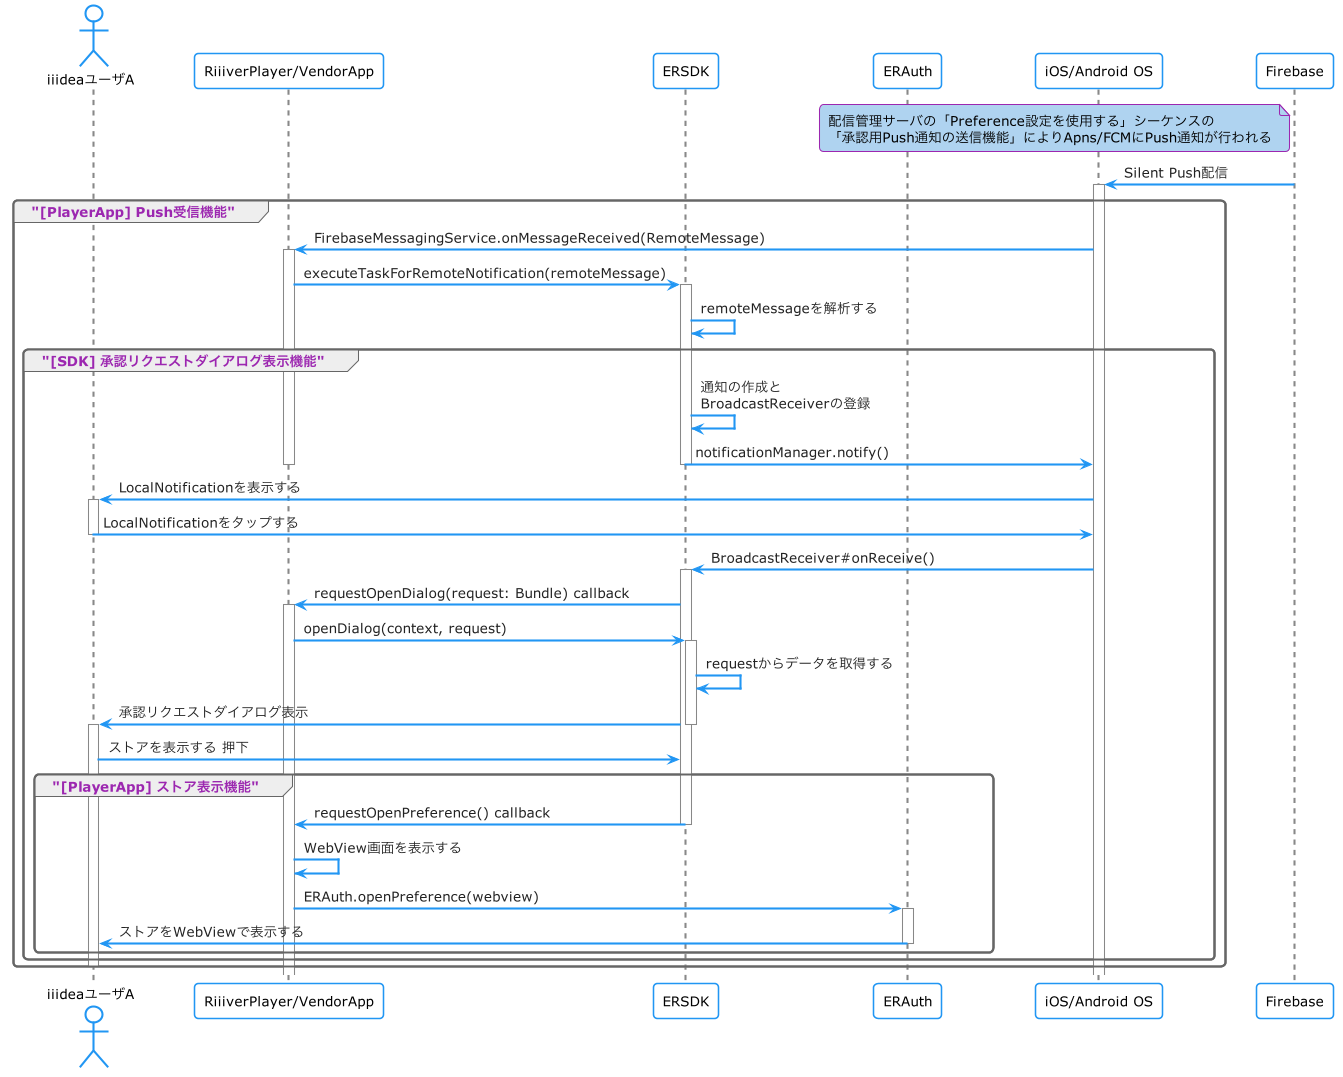 iiideaユーザA
RiiiverPlayer/VendorApp
ERSDK
ERAuth
iOS/Android OS
Firebase
配信管理サーバの「Preference設定を使用する」シーケンスの
「承認用Push通知の送信機能」によりApns/FCMにPush通知が行われる
Silent Push配信
"[PlayerApp] Push受信機能"
FirebaseMessagingService.onMessageReceived(RemoteMessage)
executeTaskForRemoteNotification(remoteMessage)
remoteMessageを解析する
"[SDK] 承認リクエストダイアログ表示機能"
通知の作成と
BroadcastReceiverの登録
notificationManager.notify()
LocalNotificationを表示する
LocalNotificationをタップする
BroadcastReceiver#onReceive()
requestOpenDialog(request: Bundle) callback
openDialog(context, request)
requestからデータを取得する
承認リクエストダイアログ表示
ストアを表示する 押下
"[PlayerApp] ストア表示機能"
requestOpenPreference() callback
WebView画面を表示する
ERAuth.openPreference(webview)
ストアをWebViewで表示する
iiideaユーザA
RiiiverPlayer/VendorApp
ERSDK
ERAuth
iOS/Android OS
Firebase